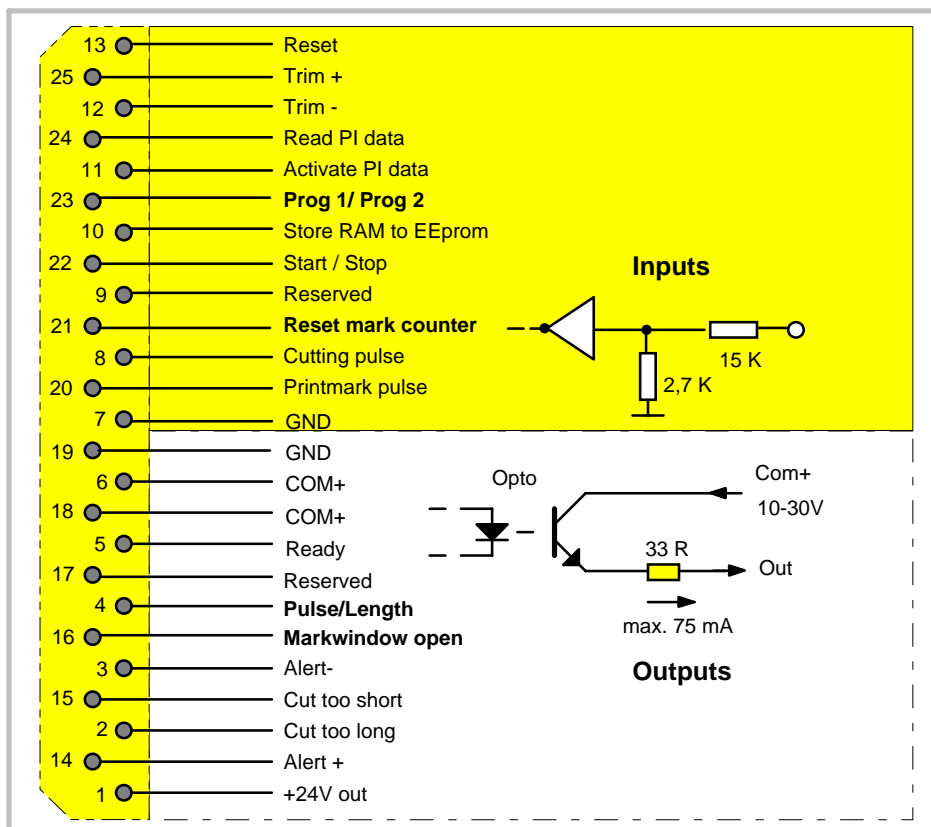 13 Reset
25 Trim +
12 Trim -
24 Read PI data
11 Activate PI data
23 Prog 1/ Prog 2
10 Store RAM to EEprom
22 Start / Stop
9 Reserved
21 Reset mark counter
8 Cutting pulse
20 Printmark pulse
7 GND
Inputs
15 K
2,7 K
19 GND
6 COM+
18 COM+
5 Ready
17 Reserved
4 Pulse/Length
16 Markwindow open
3 Alert-
15 Cut too short
2 Cut too long
14 Alert +
1 +24V out
Opto
Com+
10-30V
33 R
Out
max. 75 mA
Outputs